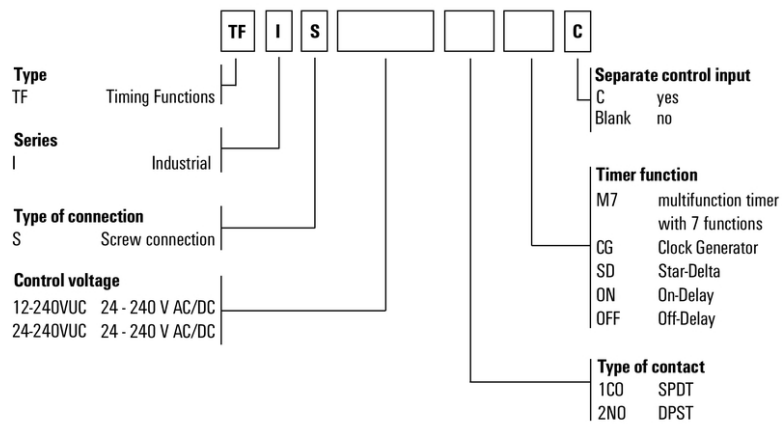 TF I S C
Type
TF Timing Functions
Series
I Industrial
Type of connection
S Screw connection
Control voltage
12-240VUC 24 - 240 V AC/DC
24-240VUC 24 - 240 V AC/DC
Separate control input
C yes
Blank no
Timer function
M7 multifunction timer
with 7 functions
CG Clock Generator
SD Star-Delta
ON On-Delay
OFF Off-Delay
Type of contact
1CO SPDT
2NO DPST